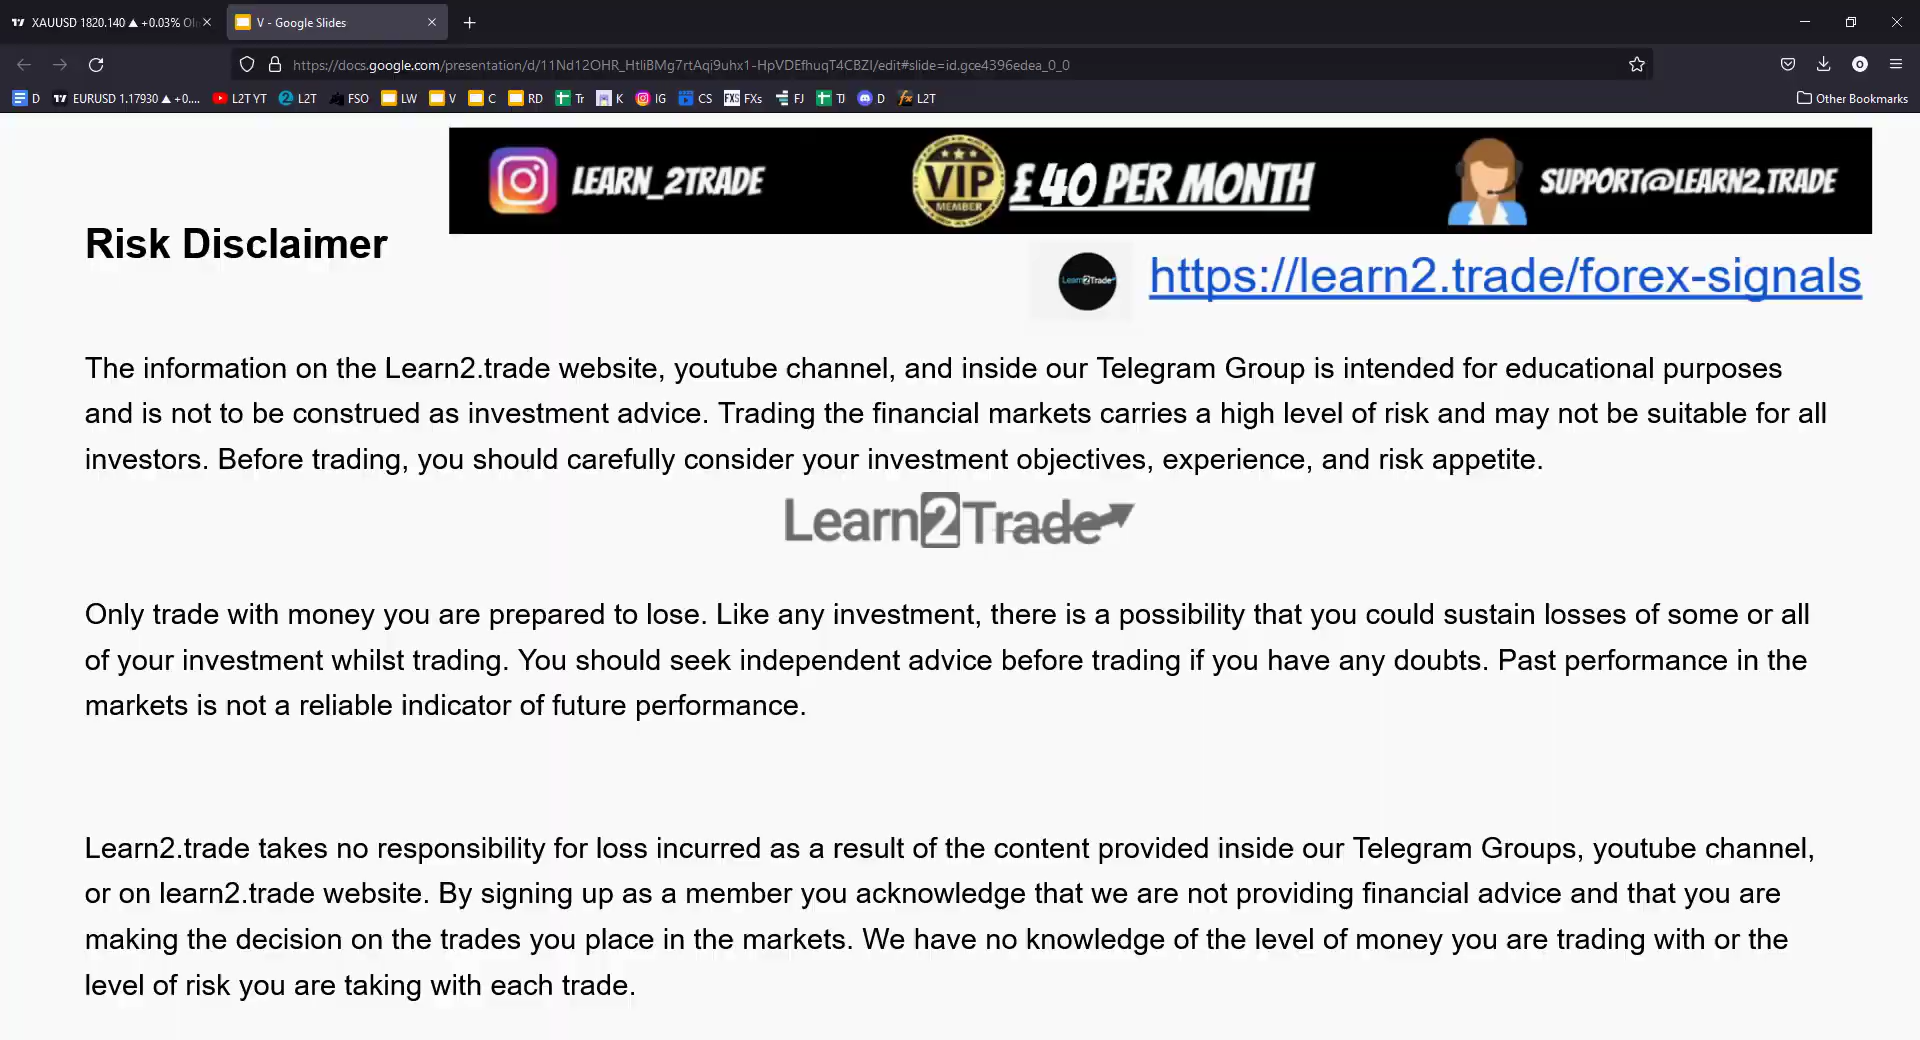 XAUUSD 1820.140 ▲ +0.03%
V - Google Slides
https://docs.google.com/presentation/d/11Nd12OHR_HtliBMg7rtAqi9uhx1-HpVDEfhuqT4CBZI/edit#slide=id.gce4396edea_0_0
D EURUSD 1.17930 ▲ +0.... L2T YT L2T FSO LW V C RD Tr K IG CS FXs FJ TJ D L2T Other Bookmarks
LEARN_2TRADE VIP MEMBER £40 PER MONTH SUPPORT@LEARN2.TRADE
Risk Disclaimer
Learn2Trade https://learn2.trade/forex-signals
The information on the Learn2.trade website, youtube channel, and inside our Telegram Group is intended for educational purposes
and is not to be construed as investment advice. Trading the financial markets carries a high level of risk and may not be suitable for all
investors. Before trading, you should carefully consider your investment objectives, experience, and risk appetite.
Learn2Trade
Only trade with money you are prepared to lose. Like any investment, there is a possibility that you could sustain losses of some or all
of your investment whilst trading. You should seek independent advice before trading if you have any doubts. Past performance in the
markets is not a reliable indicator of future performance.
Learn2.trade takes no responsibility for loss incurred as a result of the content provided inside our Telegram Groups, youtube channel,
or on learn2.trade website. By signing up as a member you acknowledge that we are not providing financial advice and that you are
making the decision on the trades you place in the markets. We have no knowledge of the level of money you are trading with or the
level of risk you are taking with each trade.